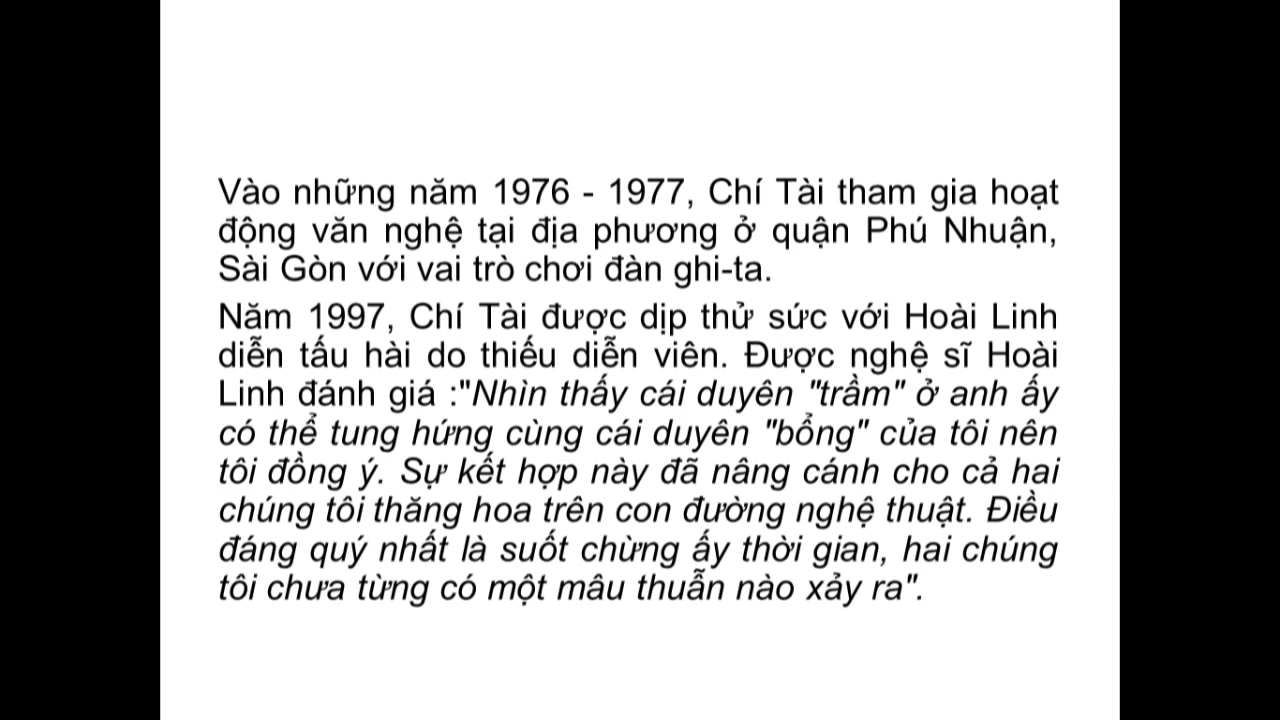 Vào những năm 1976 - 1977, Chí Tài tham gia hoạt
động văn nghệ tại địa phương ở quận Phú Nhuận,
Sài Gòn với vai trò chơi đàn ghi-ta.
Năm 1997, Chí Tài được dịp thử sức với Hoài Linh
diễn tấu hài do thiếu diễn viên. Được nghệ sĩ Hoài
Linh đánh giá :"Nhìn thấy cái duyên "trầm" ở anh ấy
có thể tung hứng cùng cái duyên "bổng" của tôi nên
tôi đồng ý. Sự kết hợp này đã nâng cánh cho cả hai
chúng tôi thăng hoa trên con đường nghệ thuật. Điều
đáng quý nhất là suốt chừng ấy thời gian, hai chúng
tôi chưa từng có một mâu thuẫn nào xảy ra".